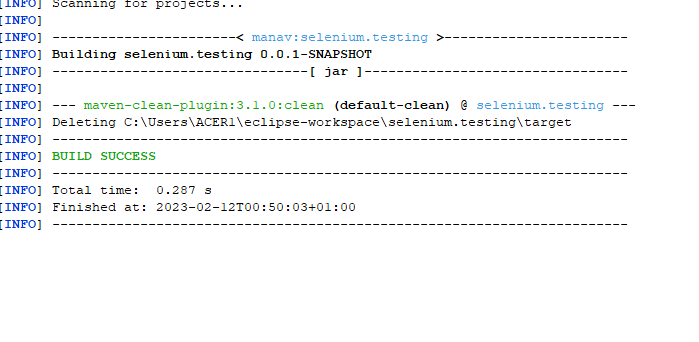 [INFO] Scanning for projects...
[INFO]
[INFO] -----------------------< manav:selenium.testing >-----------------------
[INFO] Building selenium.testing 0.0.1-SNAPSHOT
[INFO] --------------------------------[ jar ]---------------------------------
[INFO]
[INFO] --- maven-clean-plugin:3.1.0:clean (default-clean) @ selenium.testing ---
[INFO] Deleting C:\Users\ACER1\eclipse-workspace\selenium.testing\target
[INFO] ------------------------------------------------------------------------
[INFO] BUILD SUCCESS
[INFO] ------------------------------------------------------------------------
[INFO] Total time:  0.287 s
[INFO] Finished at: 2023-02-12T00:50:03+01:00
[INFO] ------------------------------------------------------------------------